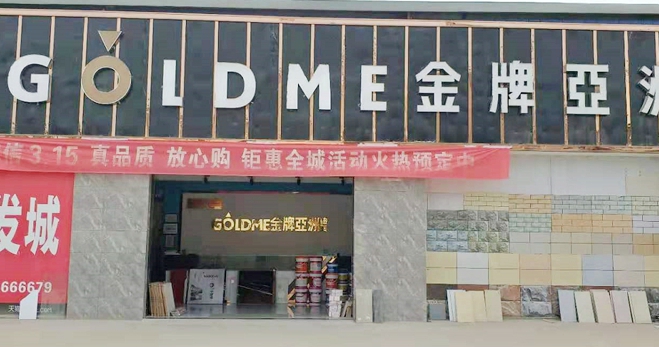 GOLDME金牌亞洲
信3.15 真品质 放心购 钜惠全城活动火热预定中
GOLDME金牌亞洲磁
发城
666679